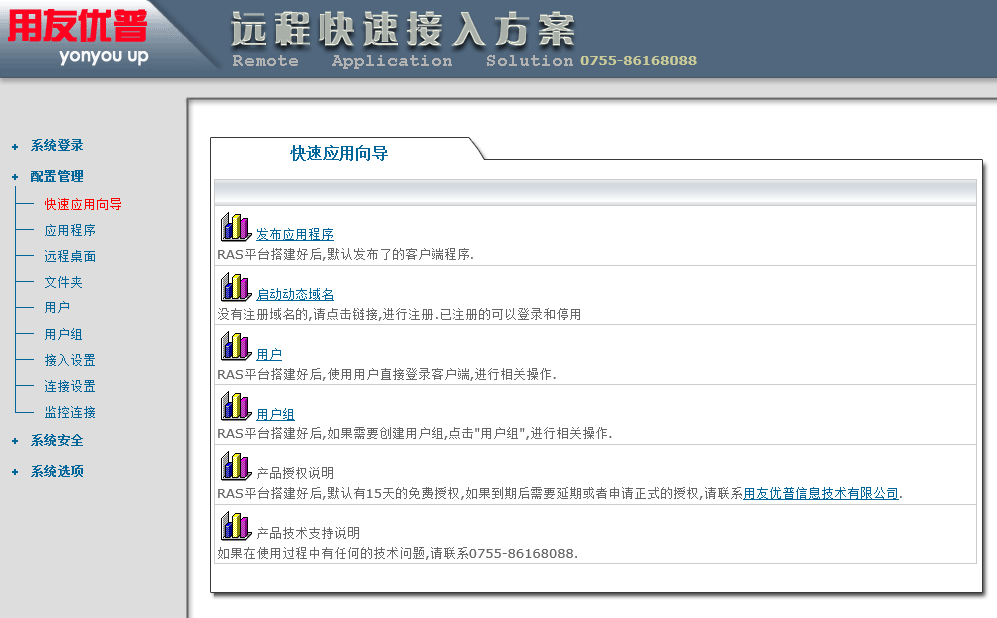 用友优普
yonyou up
远程快速接入方案
Remote Application Solution 0755-86168088
系统登录
配置管理
快速应用向导
应用程序
远程桌面
文件夹
用户
用户组
接入设置
连接设置
监控连接
系统安全
系统选项
快速应用向导
发布应用程序
RAS平台搭建好后,默认发布了的客户端程序.
启动动态域名
没有注册域名的,请点击链接,进行注册.已注册的可以登录和停用
用户
RAS平台搭建好后,使用用户直接登录客户端,进行相关操作.
用户组
RAS平台搭建好后,如果需要创建用户组,点击"用户组",进行相关操作.
产品授权说明
RAS平台搭建好后,默认有15天的免费授权,如果到期后需要延期或者申请正式的授权,请联系用友优普信息技术有限公司.
产品技术支持说明
如果在使用过程中有任何的技术问题,请联系0755-86168088.